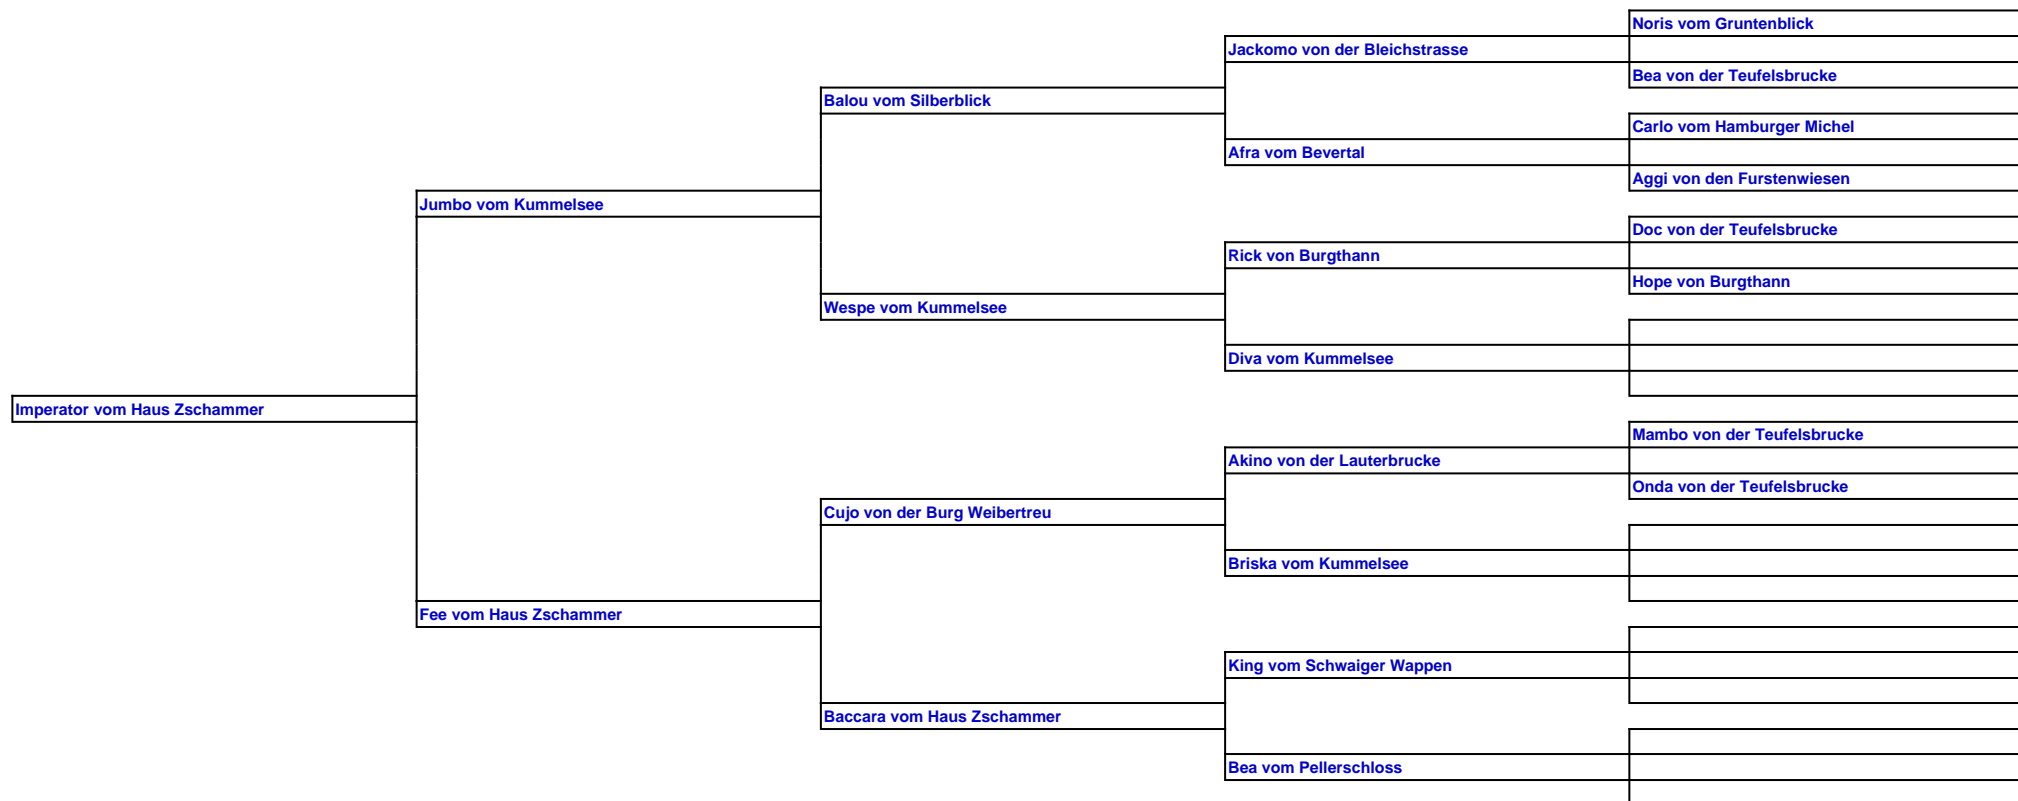 Noris vom Gruntenblick
Jackomo von der Bleichstrasse
Bea von der Teufelsbrucke
Balou vom Silberblick
Carlo vom Hamburger Michel
Afra vom Bevertal
Aggi von den Furstenwiesen
Jumbo vom Kummelsee
Doc von der Teufelsbrucke
Rick von Burgthann
Hope von Burgthann
Wespe vom Kummelsee
Diva vom Kummelsee
Imperator vom Haus Zschammer
Mambo von der Teufelsbrucke
Akino von der Lauterbrucke
Onda von der Teufelsbrucke
Cujo von der Burg Weibertreu
Briska vom Kummelsee
Fee vom Haus Zschammer
King vom Schwaiger Wappen
Baccara vom Haus Zschammer
Bea vom Pellerschloss